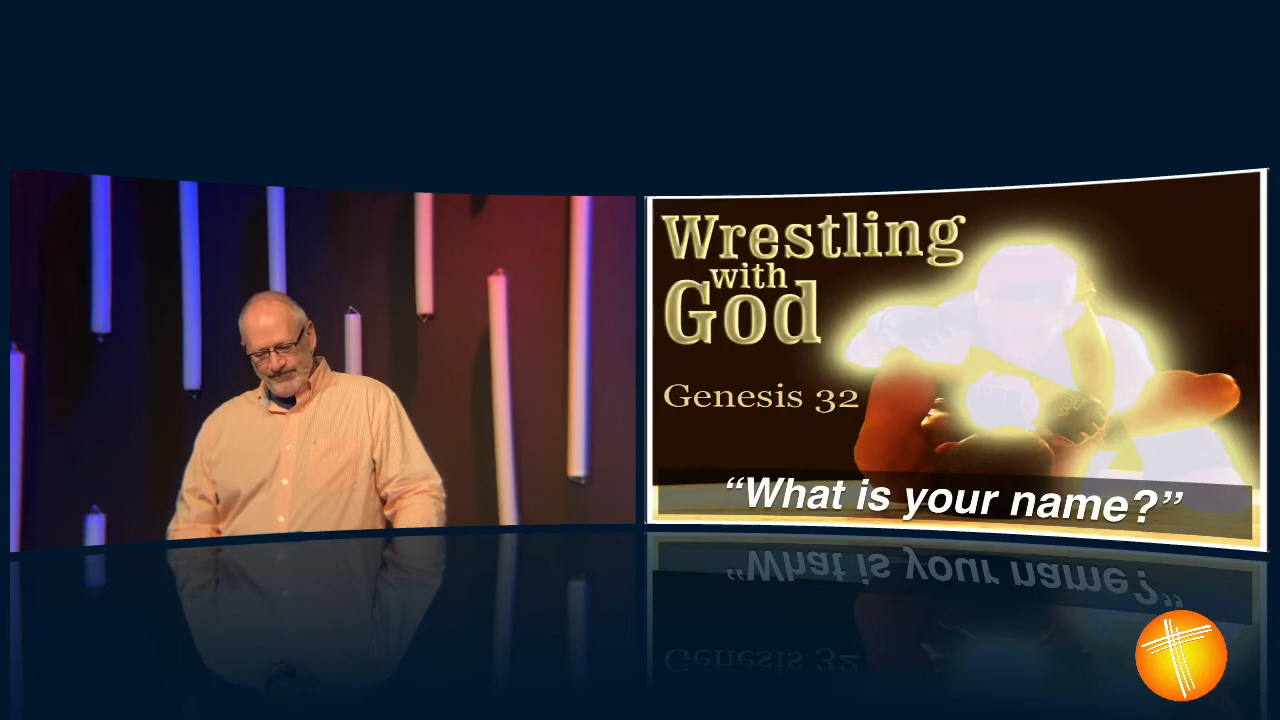 Wrestling
with
God
Genesis 32
“What is your name?”